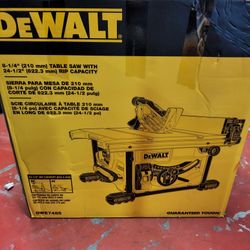 DEWALT
8-1/4" (210 mm) TABLE SAW WITH
24-1/2" (622,3 mm) RIP CAPACITY
SIERRA PARA MESA DE 210 mm
(8-1/4 pulg) CON CAPACIDAD DE
CORTE DE 622,3 mm (24-1/2 pulg)
SCIE CIRCULAIRE À TABLE 210 mm
(8-1/4 po) AVEC CAPACITÉ DE SCIAGE
EN LONG DE 622,3 mm (24-1/2 po)
DEWALT
DWE7485
GUARANTEED TOUGH